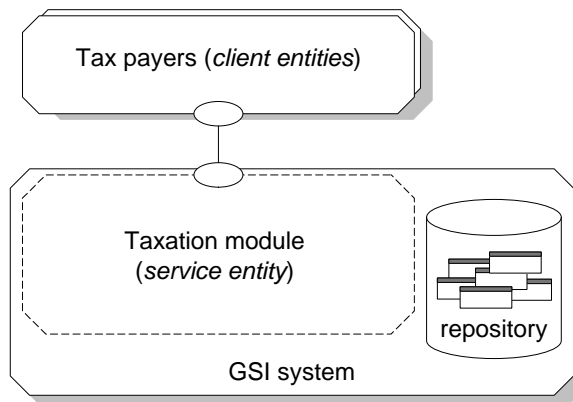 Tax payers (client entities)
Taxation module
(service entity)
repository
GSI system